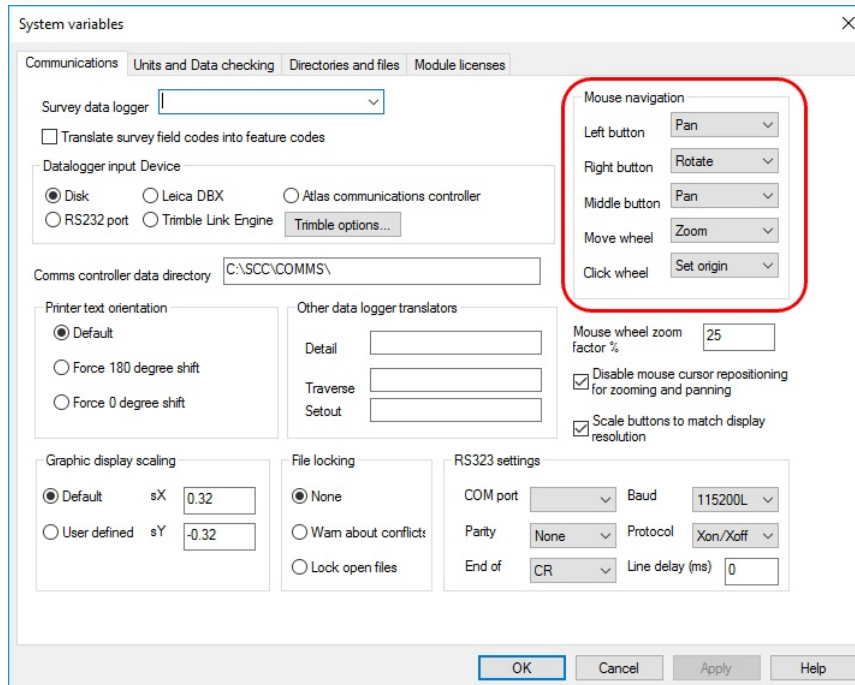 System variables
Communications
Units and Data checking
Directories and files
Module licenses
Survey data logger
Translate survey field codes into feature codes
Datalogger input Device
Disk
Leica DBX
Atlas communications controller
RS232 port
Trimble Link Engine
Trimble options...
Comms controller data directory
C:\SCC\COMMS\
Mouse navigation
Left button
Pan
Right button
Rotate
Middle button
Pan
Move wheel
Zoom
Click wheel
Set origin
Printer text orientation
Default
Force 180 degree shift
Force 0 degree shift
Other data logger translators
Detail
Traverse
Setout
Mouse wheel zoom
factor %
25
Disable mouse cursor repositioning
for zooming and panning
Scale buttons to match display
resolution
Graphic display scaling
Default
sX
0.32
User defined
sY
-0.32
File locking
None
Warn about conflicts
Lock open files
RS323 settings
COM port
Baud
115200L
Parity
None
Protocol
Xon/Xoff
End of
CR
Line delay (ms)
0
OK
Cancel
Apply
Help